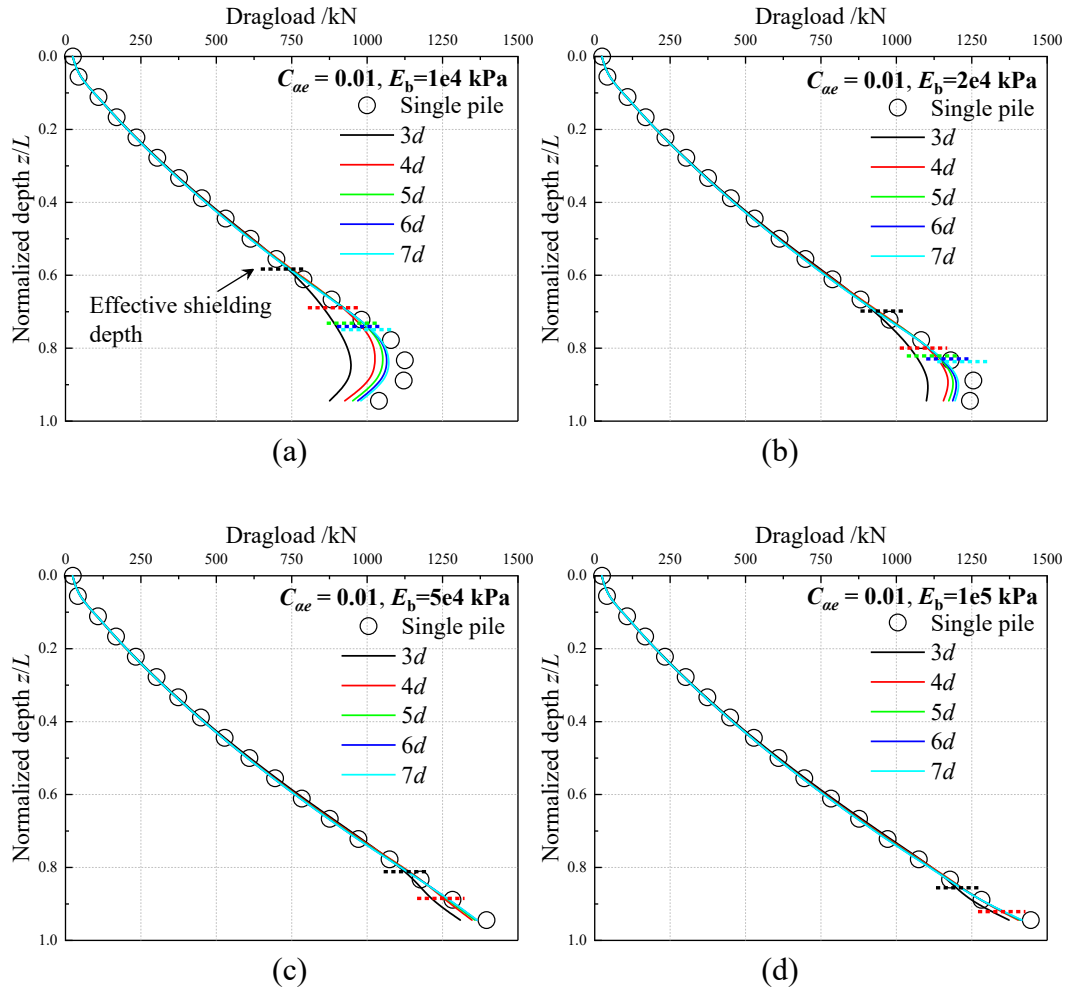 Dragload /kN
0 250 500 750 1000 1250 1500
0.0
0.2
0.4
0.6
0.8
1.0
Normalized depth z/L
Cαe = 0.01, Eb=1e4 kPa
Single pile
3d
4d
5d
6d
7d
Effective shielding
depth
(a)
Dragload /kN
0 250 500 750 1000 1250 1500
0.0
0.2
0.4
0.6
0.8
1.0
Normalized depth z/L
Cαe = 0.01, Eb=2e4 kPa
Single pile
3d
4d
5d
6d
7d
(b)
Dragload /kN
0 250 500 750 1000 1250 1500
0.0
0.2
0.4
0.6
0.8
1.0
Normalized depth z/L
Cαe = 0.01, Eb=5e4 kPa
Single pile
3d
4d
5d
6d
7d
(c)
Dragload /kN
0 250 500 750 1000 1250 1500
0.0
0.2
0.4
0.6
0.8
1.0
Normalized depth z/L
Cαe = 0.01, Eb=1e5 kPa
Single pile
3d
4d
5d
6d
7d
(d)